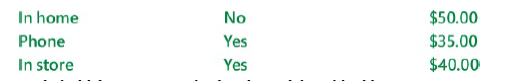 In home No $50.00
Phone Yes $35.00
In store Yes $40.00